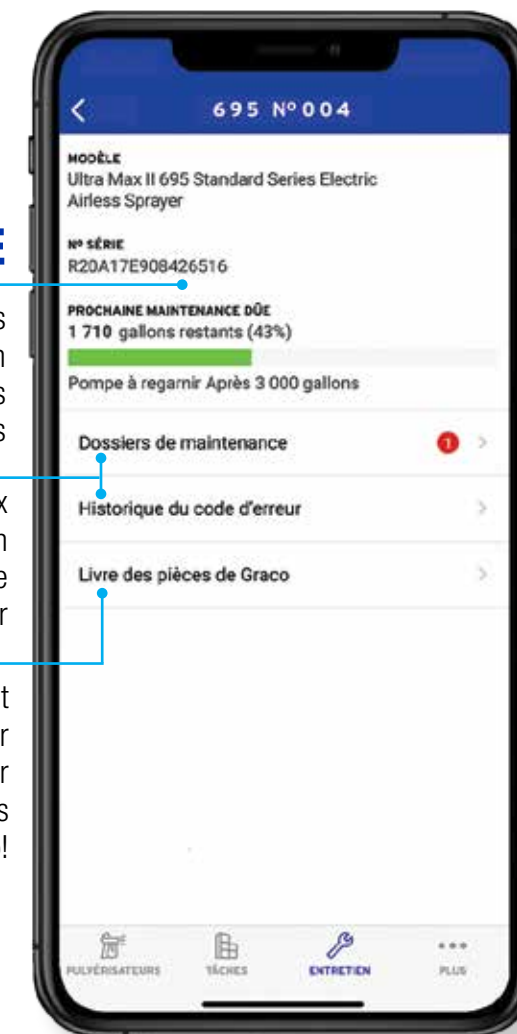 695 Nº004
MODÈLE
Ultra Max II 695 Standard Series Electric
Airless Sprayer
Nº SÉRIE
R20A17E908426516
PROCHAINE MAINTENANCE DÛE
1 710 gallons restants (43%)
Pompe à regarnir Après 3 000 gallons
Dossiers de maintenance
1
Historique du code d'erreur
Livre des pièces de Graco
PULVÉRISATEURS
TÂCHES
ENTRETIEN
PLUS